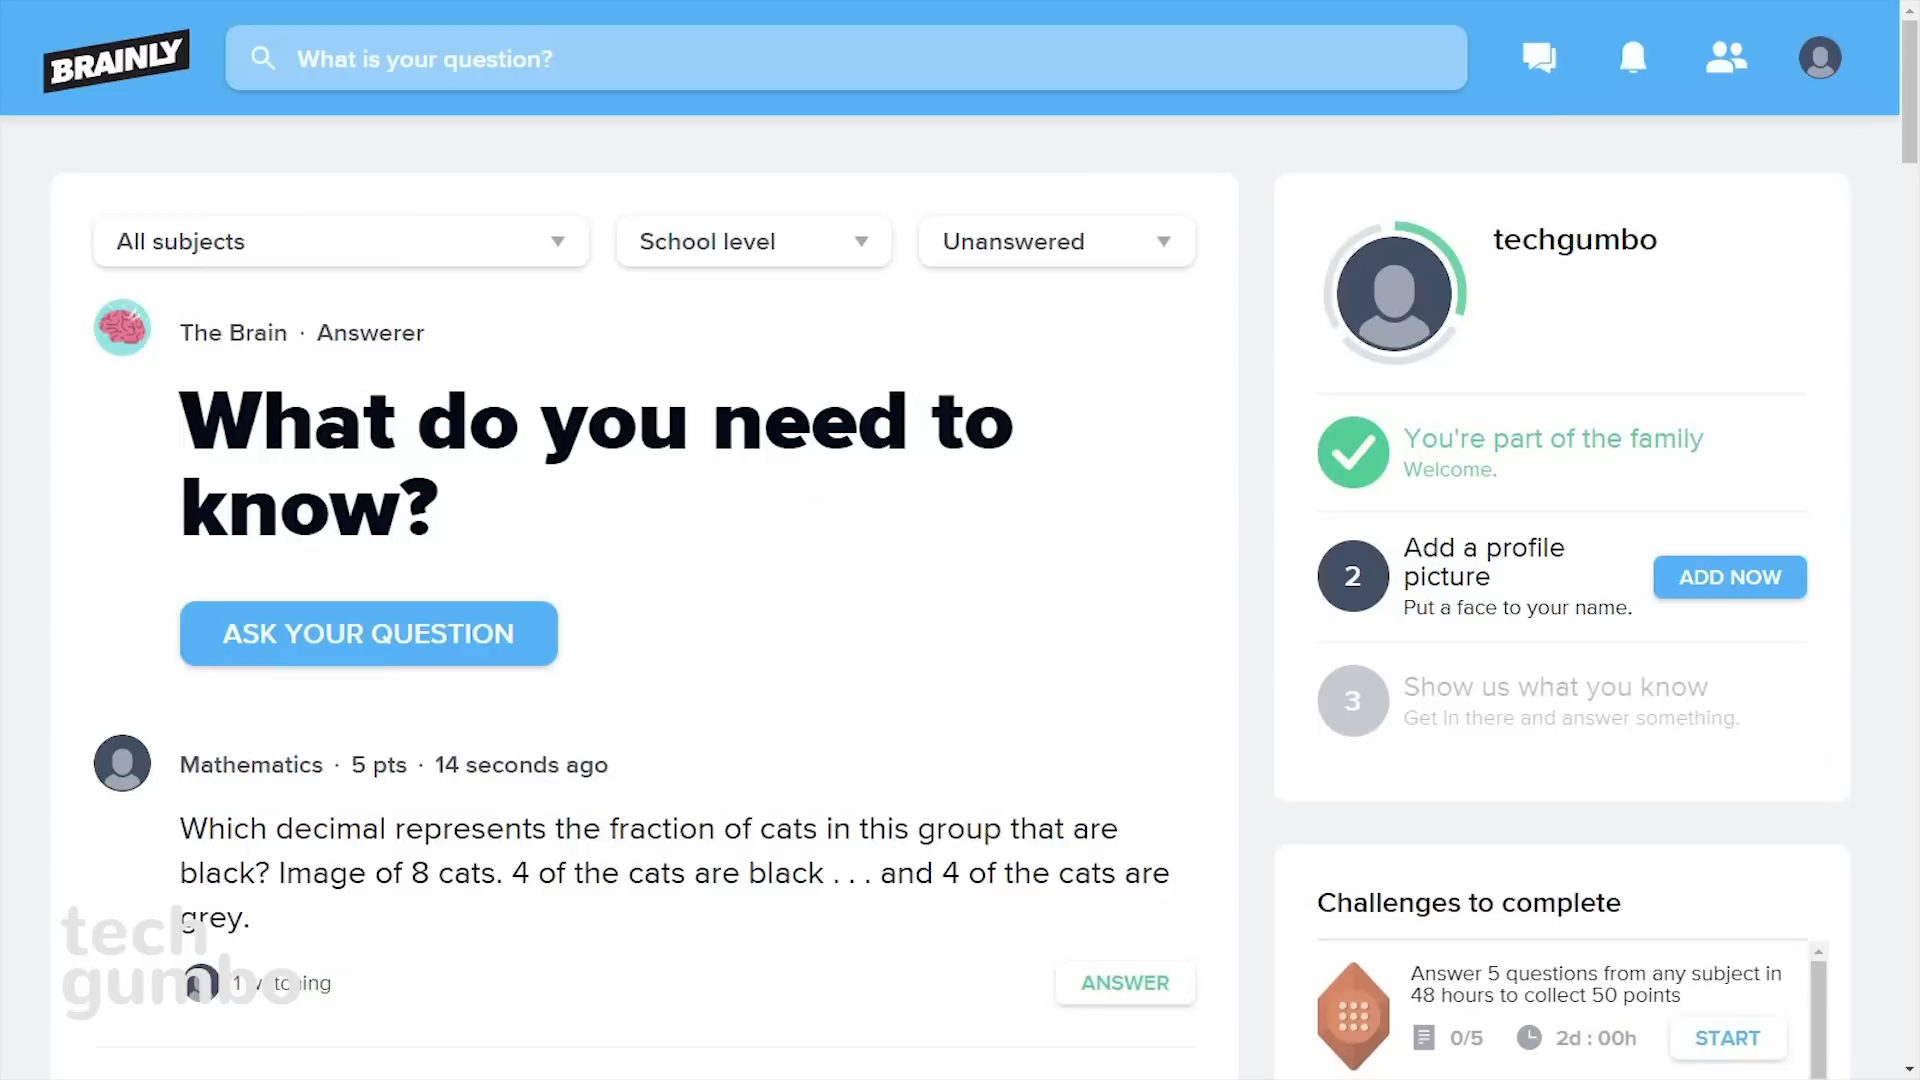 BRAINLY
What is your question?
All subjects
School level
Unanswered
The Brain · Answerer
What do you need to
know?
ASK YOUR QUESTION
Mathematics · 5 pts · 14 seconds ago
Which decimal represents the fraction of cats in this group that are
black? Image of 8 cats. 4 of the cats are black . . . and 4 of the cats are
grey.
1 watching
ANSWER
tech
gumbo
techgumbo
You're part of the family
Welcome.
2
Add a profile
picture
Put a face to your name.
ADD NOW
3
Show us what you know
Get in there and answer something.
Challenges to complete
Answer 5 questions from any subject in
48 hours to collect 50 points
0/5
2d : 00h
START